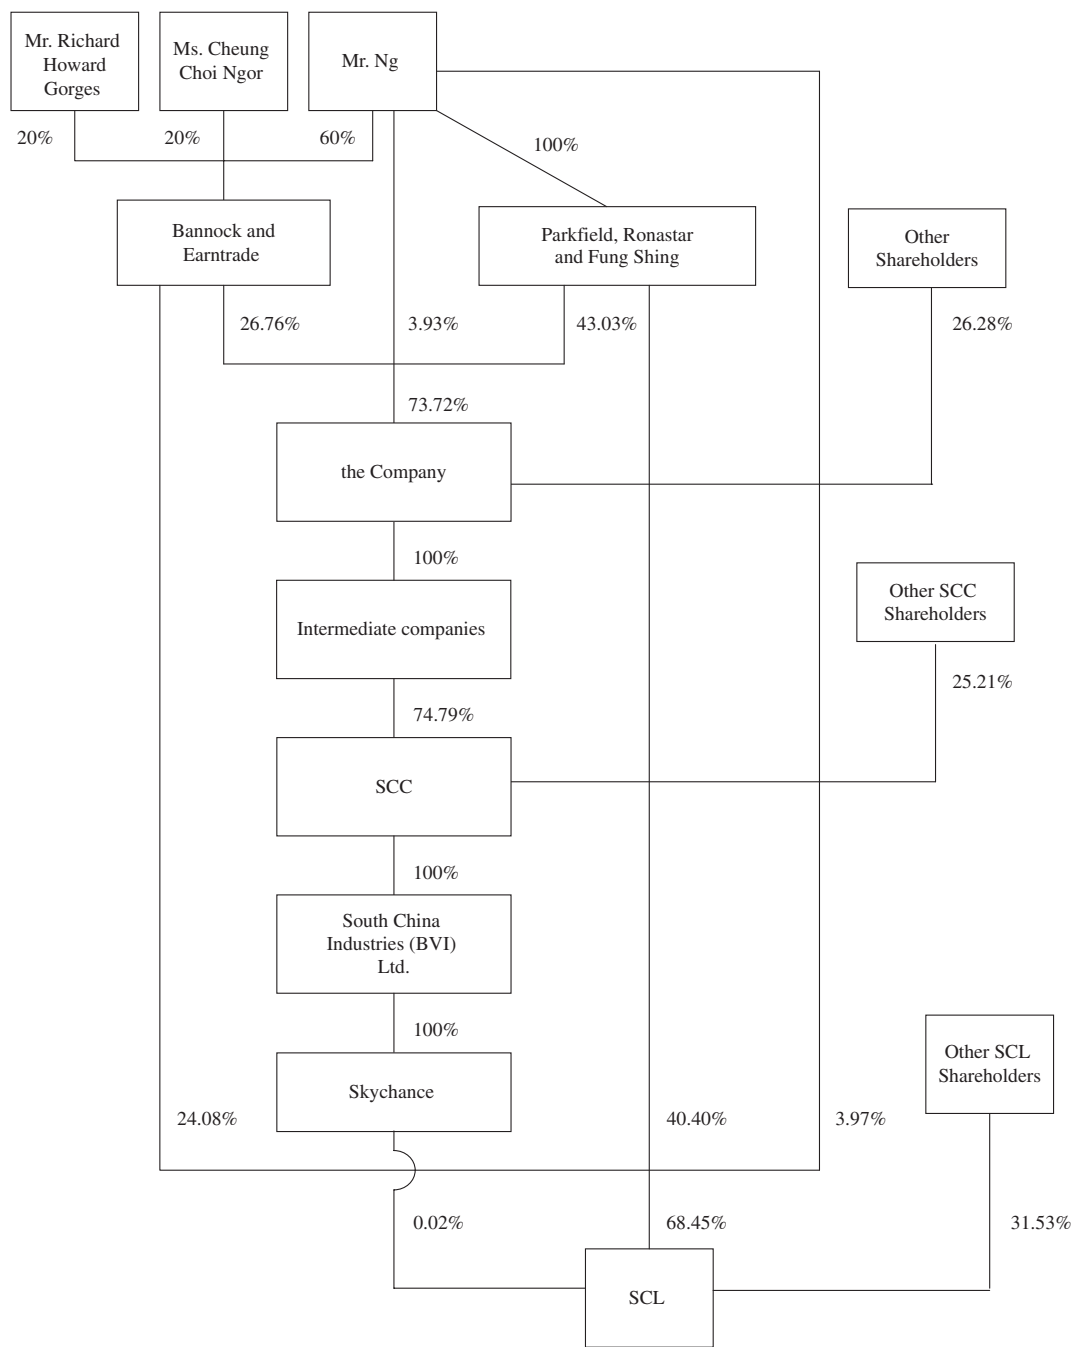 Mr. Richard
Howard
Gorges
Ms. Cheung
Choi Ngor
Mr. Ng
20%
20%
60%
100%
Bannock and
Earntrade
Parkfield, Ronastar
and Fung Shing
Other
Shareholders
26.76%
3.93%
43.03%
26.28%
73.72%
the Company
100%
Intermediate companies
Other SCC
Shareholders
74.79%
25.21%
SCC
100%
South China
Industries (BVI)
Ltd.
100%
Skychance
Other SCL
Shareholders
24.08%
40.40%
3.97%
0.02%
68.45%
31.53%
SCL